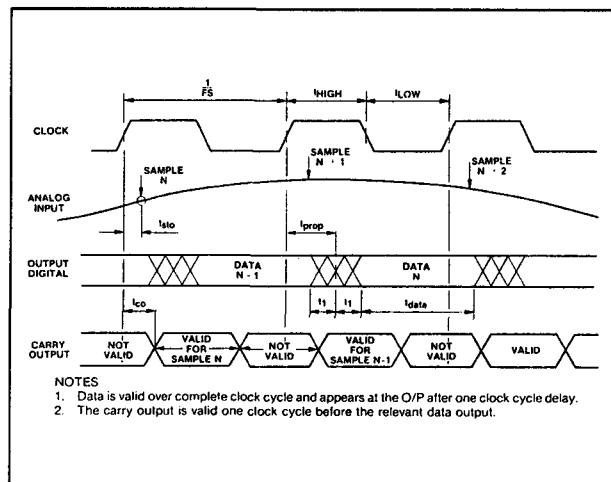 1/FS tHIGH tLOW
CLOCK
SAMPLE N
SAMPLE N + 1
SAMPLE N + 2
ANALOG INPUT
tsto
tprop
OUTPUT DIGITAL
DATA N - 1
DATA N
tco
t1 t1 tdata
CARRY OUTPUT
NOT VALID
VALID FOR SAMPLE N
NOT VALID
VALID FOR SAMPLE N-1
NOT VALID
VALID
NOTES
1. Data is valid over complete clock cycle and appears at the O/P after one clock cycle delay.
2. The carry output is valid one clock cycle before the relevant data output.